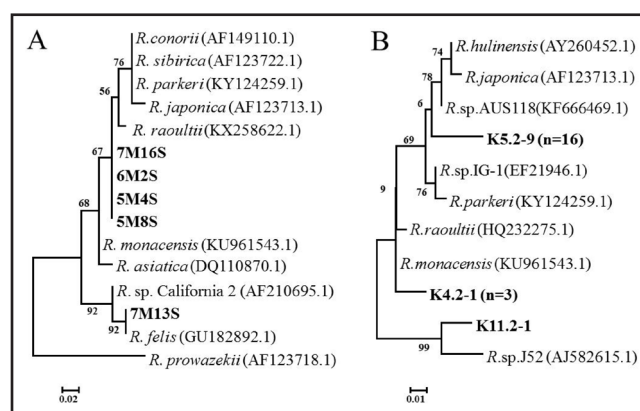 A
76
R.conorii (AF149110.1)
R. sibirica (AF123722.1)
R. parkeri (KY124259.1)
56
R. japonica (AF123713.1)
R. raoultii (KX258622.1)
67
7M16S
6M2S
5M4S
5M8S
68
R. monacensis (KU961543.1)
R. asiatica (DQ110870.1)
R. sp. California 2 (AF210695.1)
92
7M13S
92
R. felis (GU182892.1)
R. prowazekii (AF123718.1)
0.02
B
74
R.hulinensis (AY260452.1)
78
R.japonica (AF123713.1)
6
R.sp.AUS118(KF666469.1)
K5.2-9 (n=16)
69
R.sp.IG-1(EF21946.1)
76
R.parkeri (KY124259.1)
9
R.raoultii (HQ232275.1)
R.monacensis (KU961543.1)
K4.2-1 (n=3)
K11.2-1
99
R.sp.J52 (AJ582615.1)
0.01